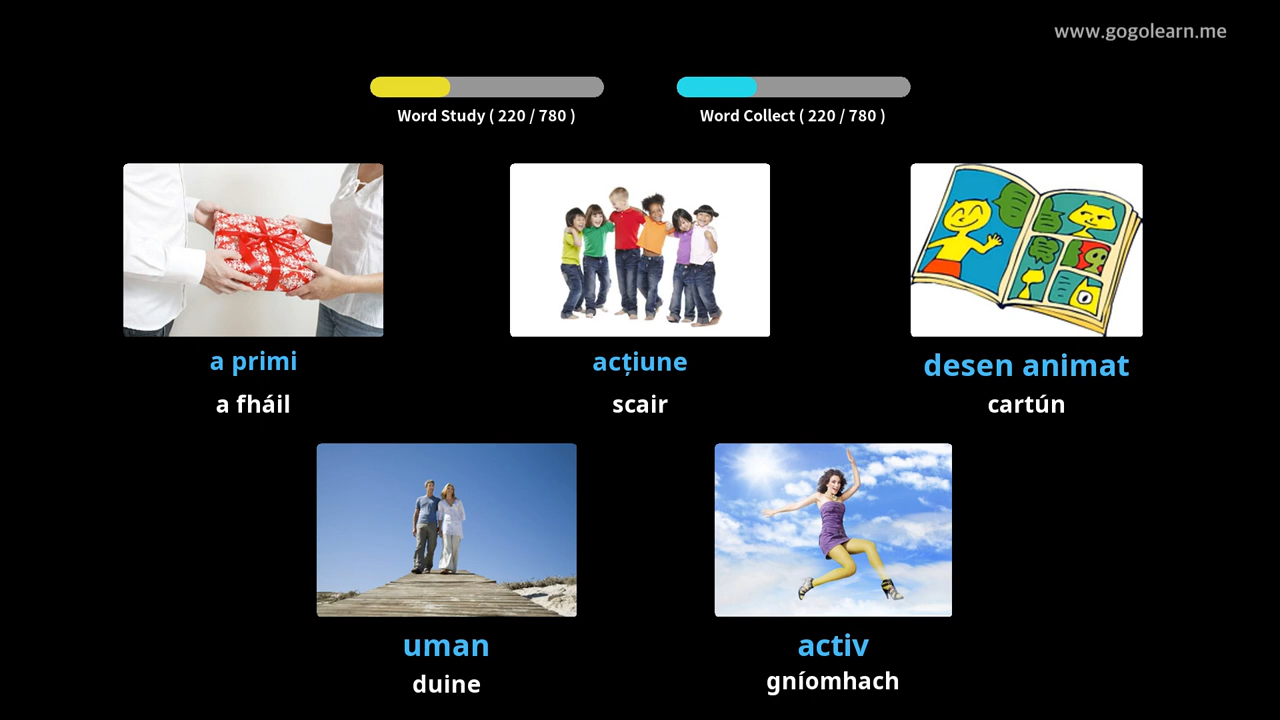 www.gogolearn.me
Word Study ( 220 / 780 )
Word Collect ( 220 / 780 )
a primi
a fháil
acțiune
scair
desen animat
cartún
uman
duine
activ
gníomhach